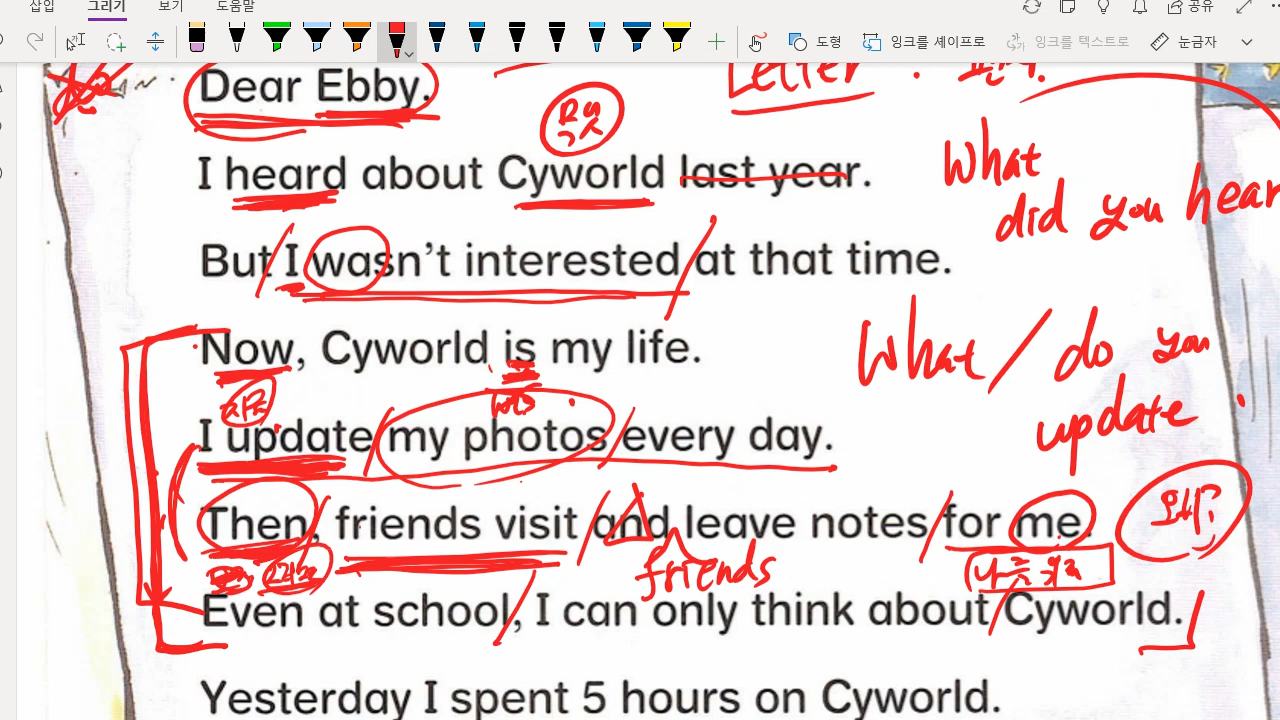 삽입 그리기 보기 도움말
공유
도형 잉크를 셰이프로 잉크를 텍스트로 눈금자
Letter
Dear Ebby.
I heard about Cyworld last year.
What
did you hear
But I wasn't interested at that time.
Now, Cyworld is my life.
What / do you
update
지금
I update my photos every day.
Then, friends visit and leave notes for me.
friends
Even at school, I can only think about Cyworld.
Yesterday I spent 5 hours on Cyworld.